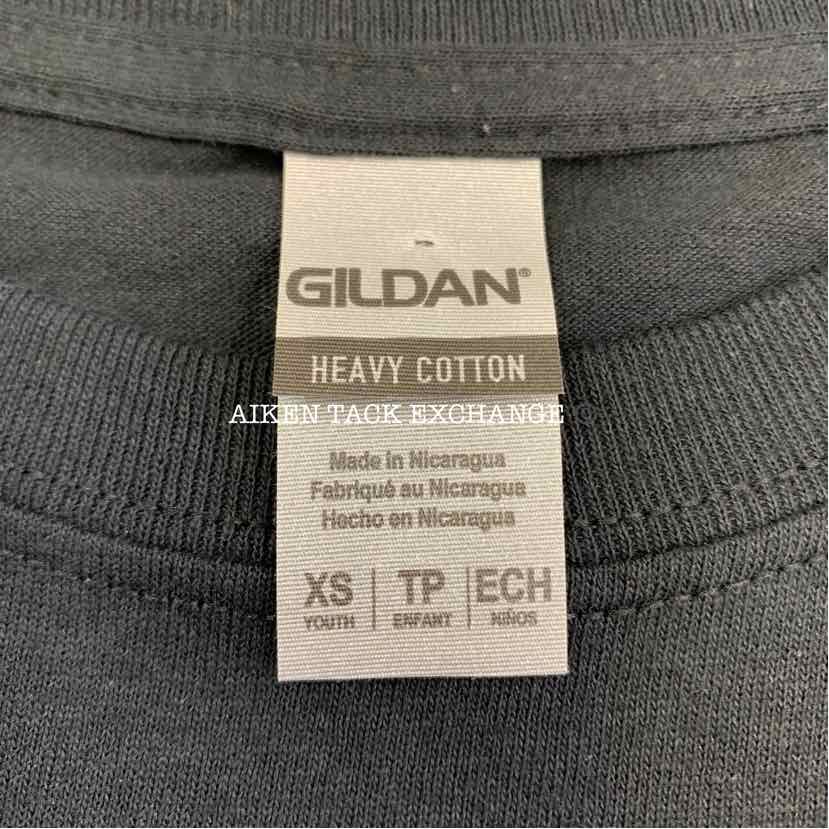 GILDAN®
HEAVY COTTON
AIKEN TACK EXCHANGE
Made in Nicaragua
Fabriqué au Nicaragua
Hecho en Nicaragua
XS | TP | ECH
YOUTH | ENFANT | NIÑOS